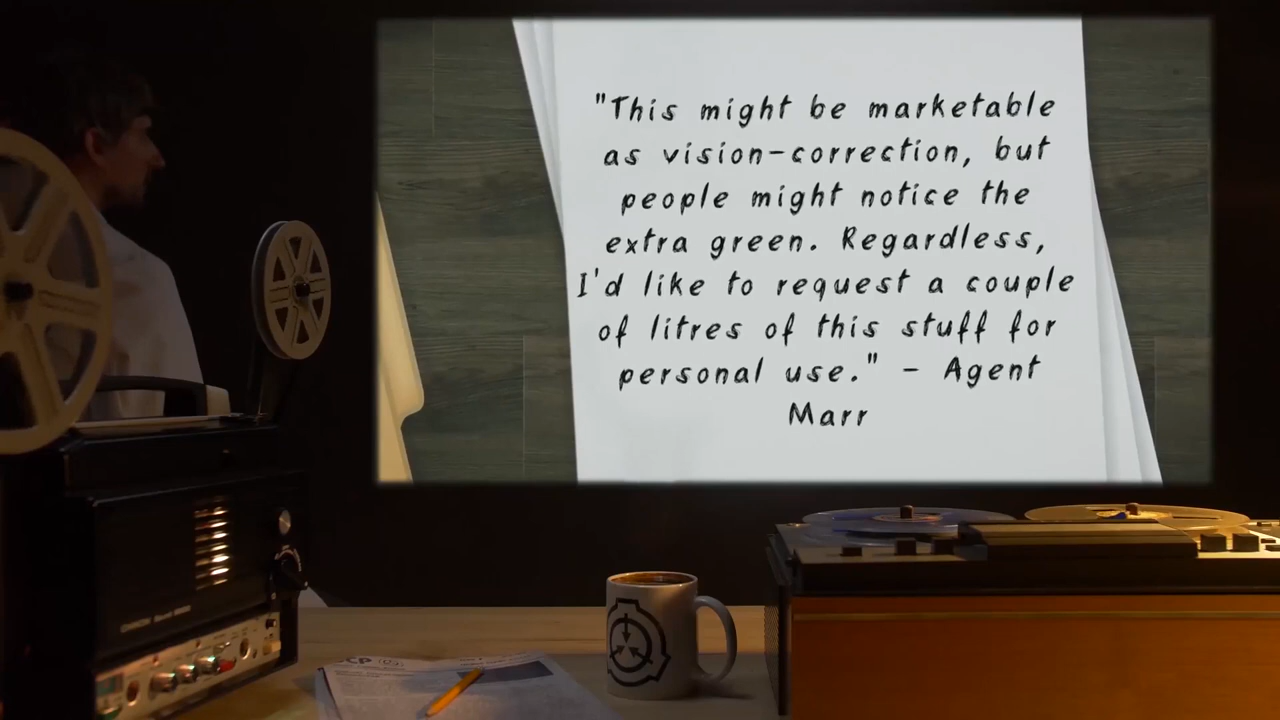 "This might be marketable
as vision-correction, but
people might notice the
extra green. Regardless,
I'd like to request a couple
of litres of this stuff for
personal use." - Agent
Marr